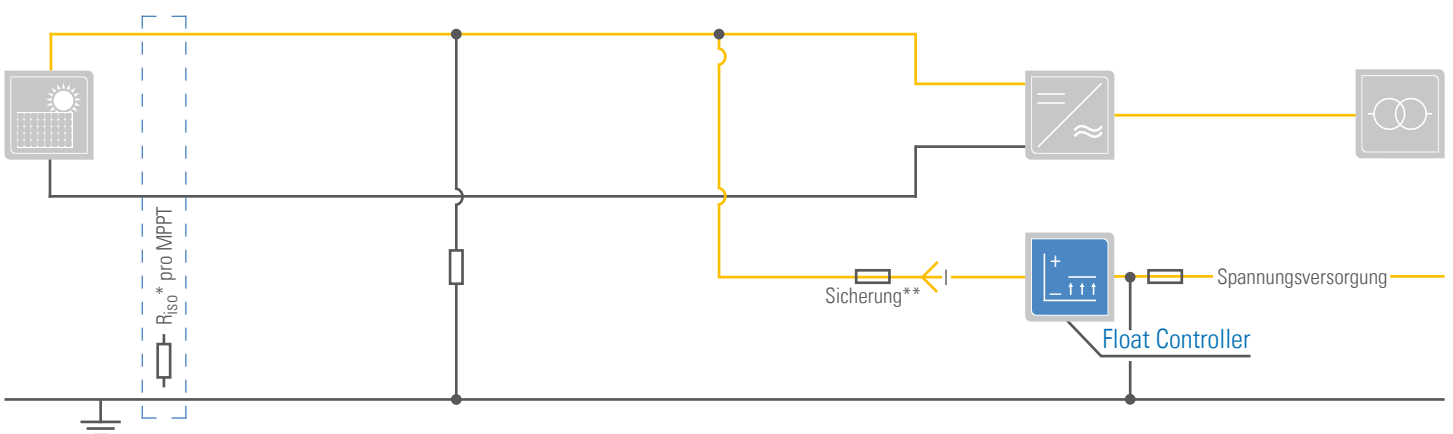 Riso* pro MPPT
Sicherung**
Spannungsversorgung
Float Controller